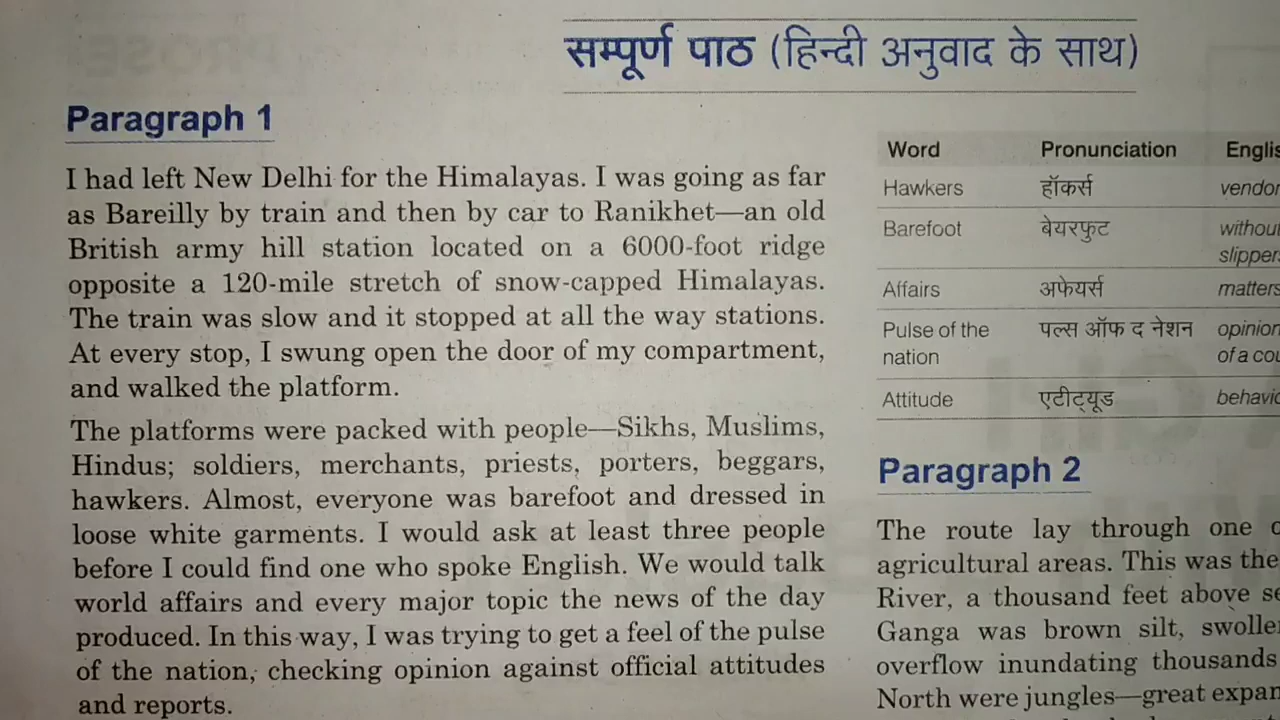 सम्पूर्ण पाठ (हिन्दी अनुवाद के साथ)
Paragraph 1
I had left New Delhi for the Himalayas. I was going as far
as Bareilly by train and then by car to Ranikhet—an old
British army hill station located on a 6000-foot ridge
opposite a 120-mile stretch of snow-capped Himalayas.
The train was slow and it stopped at all the way stations.
At every stop, I swung open the door of my compartment,
and walked the platform.
The platforms were packed with people—Sikhs, Muslims,
Hindus; soldiers, merchants, priests, porters, beggars,
hawkers. Almost, everyone was barefoot and dressed in
loose white garments. I would ask at least three people
before I could find one who spoke English. We would talk
world affairs and every major topic the news of the day
produced. In this way, I was trying to get a feel of the pulse
of the nation, checking opinion against official attitudes
and reports.
Word Pronunciation
Hawkers हॉकर्स
Barefoot बेयरफुट
Affairs अफेयर्स matters
Pulse of the पल्स ऑफ द नेशन opinion
nation of a
Attitude एटीट्यूड
Paragraph 2
The route lay through one
agricultural areas. This was the
River, a thousand feet above
Ganga was brown silt,
overflow inundating thousands
North were jungles—great